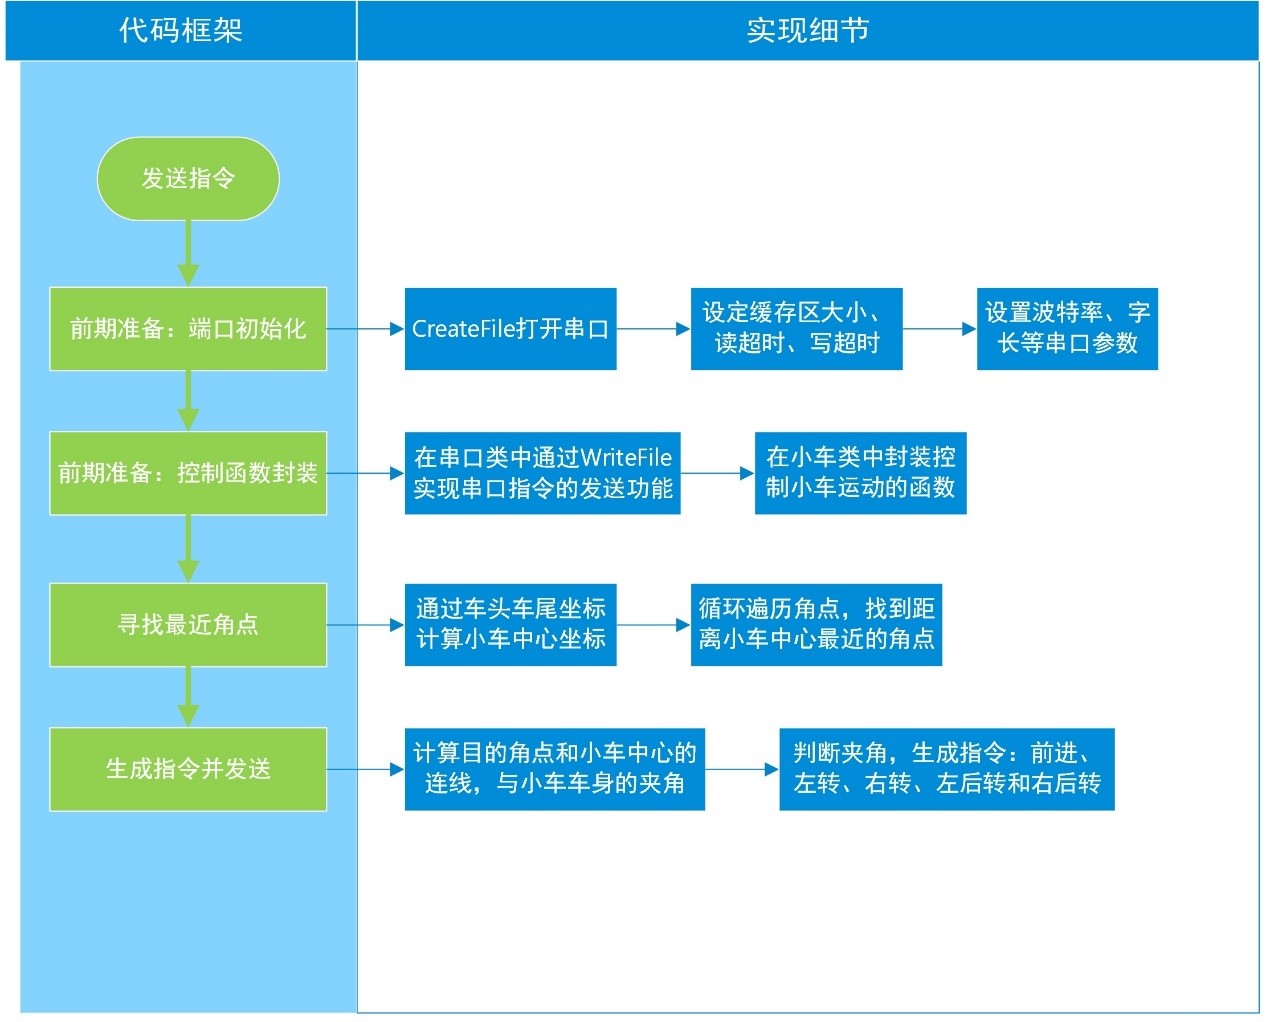 代码框架
实现细节
发送指令
前期准备：端口初始化
CreateFile打开串口
设定缓存区大小、
读超时、写超时
设置波特率、字
长等串口参数
前期准备：控制函数封装
在串口类中通过WriteFile
实现串口指令的发送功能
在小车类中封装控
制小车运动的函数
寻找最近角点
通过车头车尾坐标
计算小车中心坐标
循环遍历角点，找到距
离小车中心最近的角点
生成指令并发送
计算目的角点和小车中心的
连线，与小车车身的夹角
判断夹角，生成指令：前进、
左转、右转、左后转和右后转